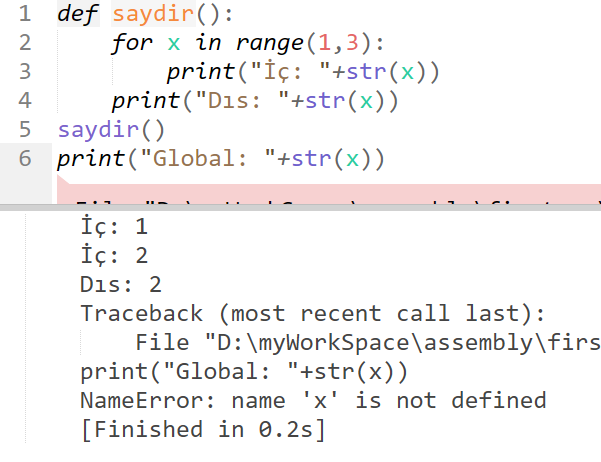 1 def saydir():
2 for x in range(1,3):
3 print("İç: "+str(x))
4 print("Dıs: "+str(x))
5 saydir()
6 print("Global: "+str(x))
İç: 1
İç: 2
Dıs: 2
Traceback (most recent call last):
File "D:\myWorkSpace\assembly\firs
print("Global: "+str(x))
NameError: name 'x' is not defined
[Finished in 0.2s]